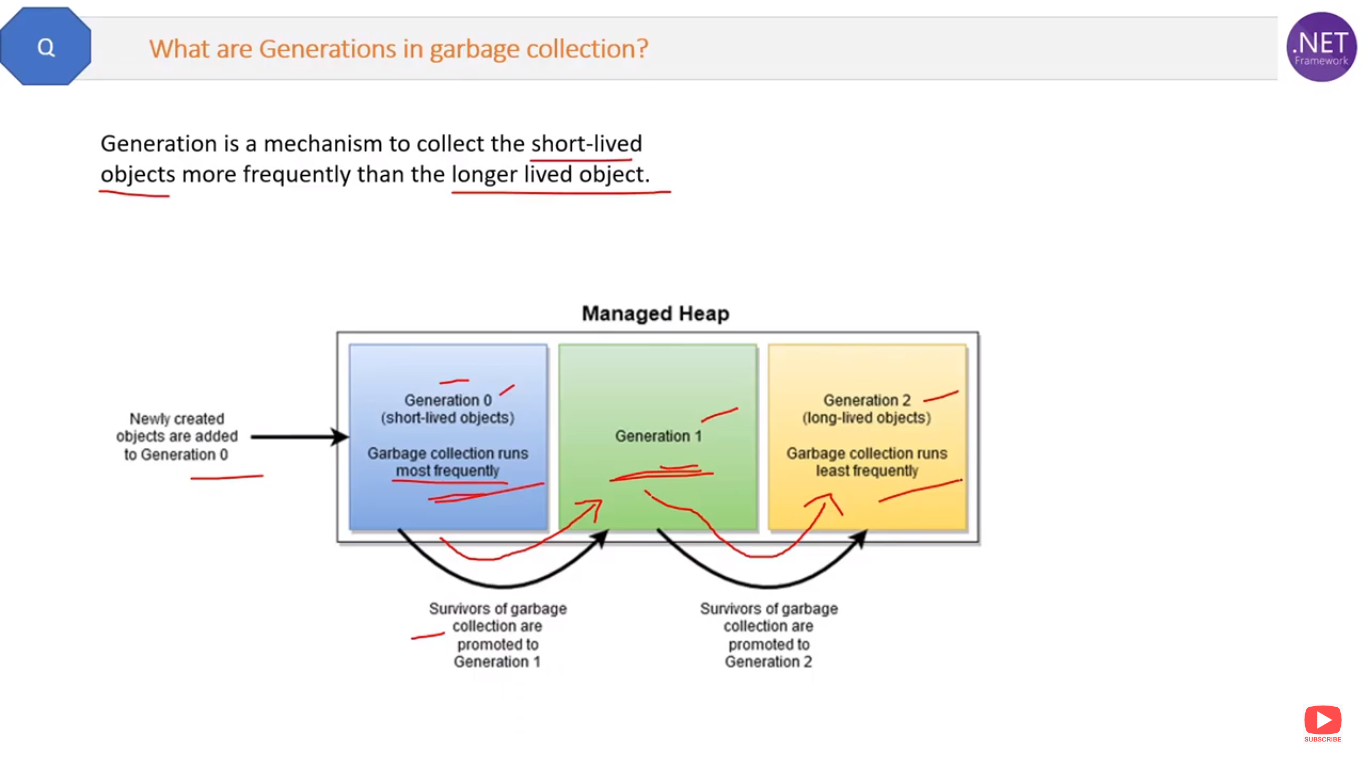 Q
What are Generations in garbage collection?
.NET
Framework
Generation is a mechanism to collect the short-lived
objects more frequently than the longer lived object.
Managed Heap
Newly created
objects are added
to Generation 0
Generation 0
(short-lived objects)
Garbage collection runs
most frequently
Generation 1
Generation 2
(long-lived objects)
Garbage collection runs
least frequently
Survivors of garbage
collection are
promoted to
Generation 1
Survivors of garbage
collection are
promoted to
Generation 2
SUBSCRIBE